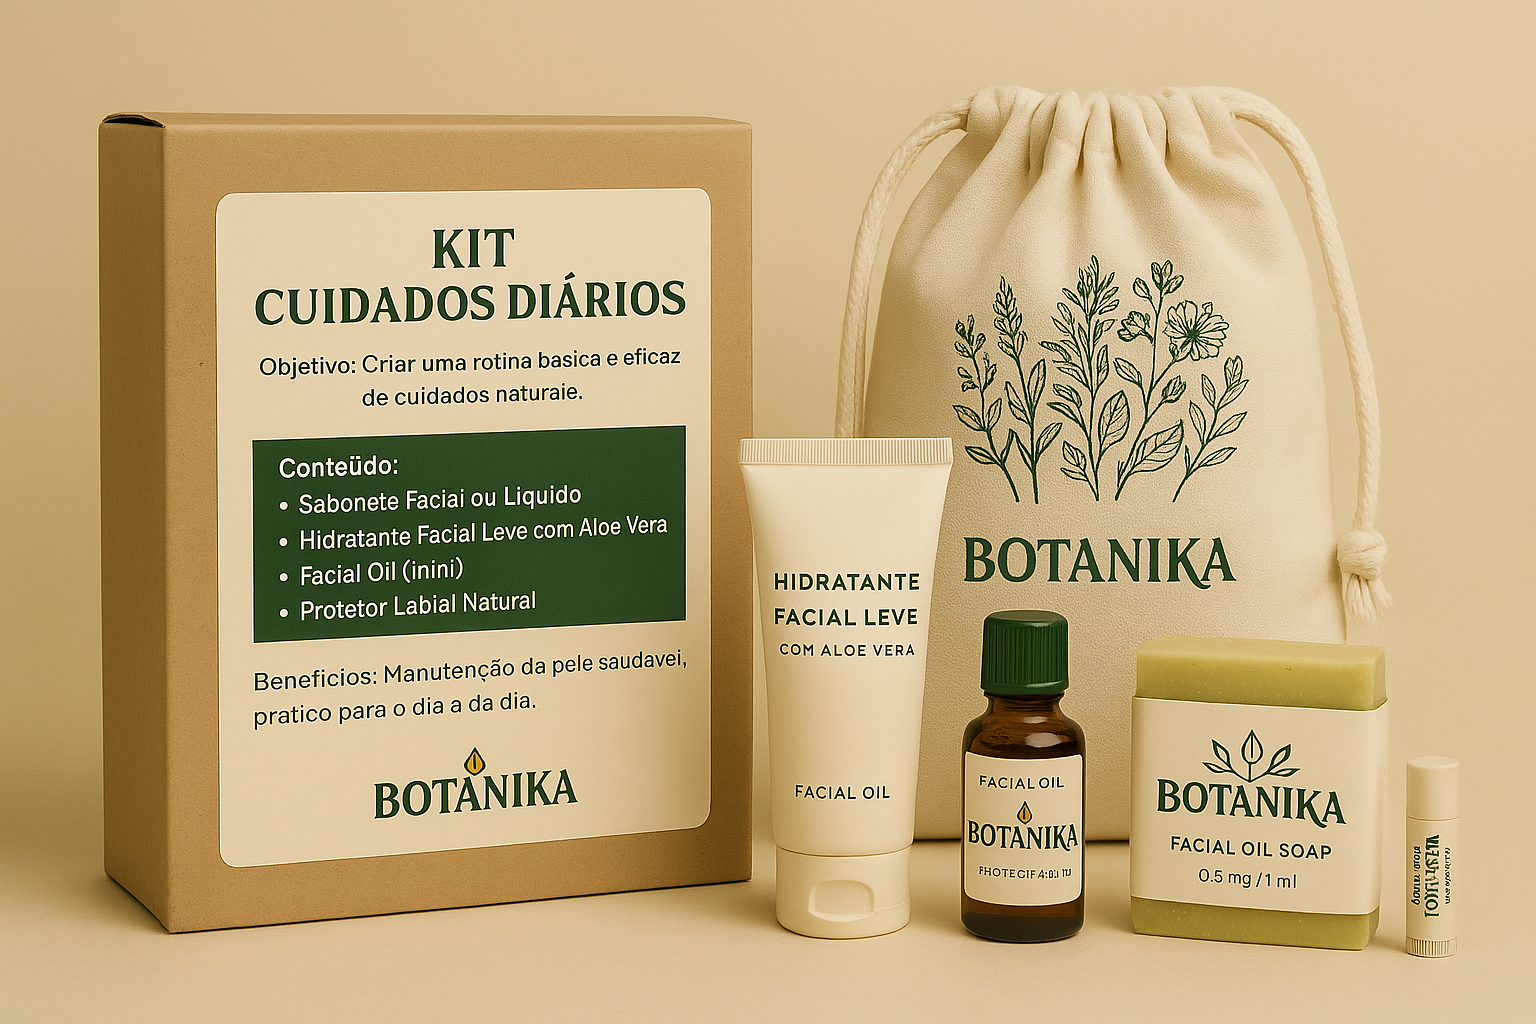 KIT
CUIDADOS DIÁRIOS
Objetivo: Criar uma rotina basica e eficaz
de cuidados naturaie.
Conteüdo:
• Sabonete Faciai ou Liquido
• Hidratante Facial Leve com Aloe Vera
• Facial Oil (inini)
• Protetor Labial Natural
Beneficios: Manutenção da pele saudavei,
pratico para o dia a da dia.
BOTANIKA
BOTANIKA
HIDRATANTE
FACIAL LEVE
COM ALOE VERA
FACIAL OIL
FACIAL OIL
BOTANIKA
BOTANIKA
FACIAL OIL SOAP
0.5 mg/1 ml